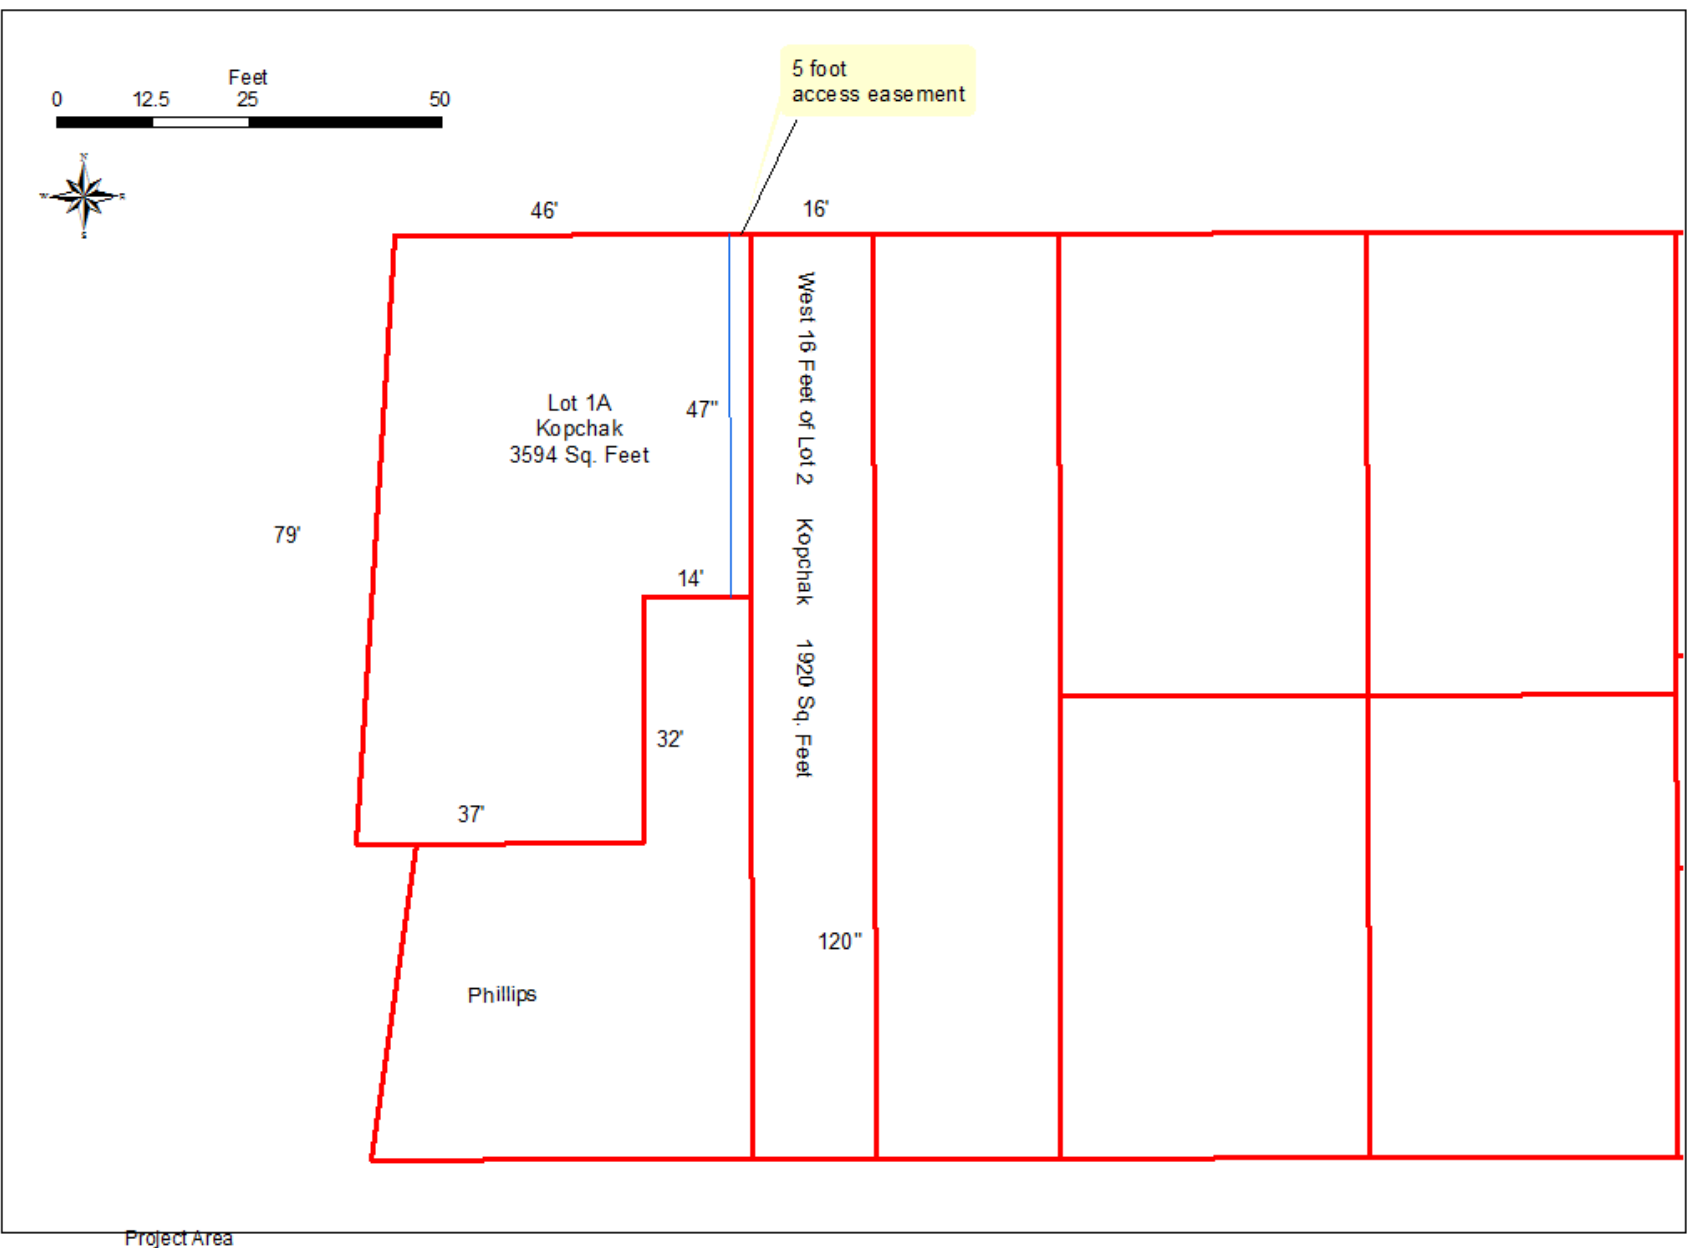 5 foot
access easement
Feet
0 12.5 25 50
N
W
S
46'
16'
West 16 Feet of Lot 2 Kopchak 1920 Sq. Feet
Lot 1A
Kopchak
3594 Sq. Feet
47"
79'
14'
32'
37'
120"
Phillips
Project Area